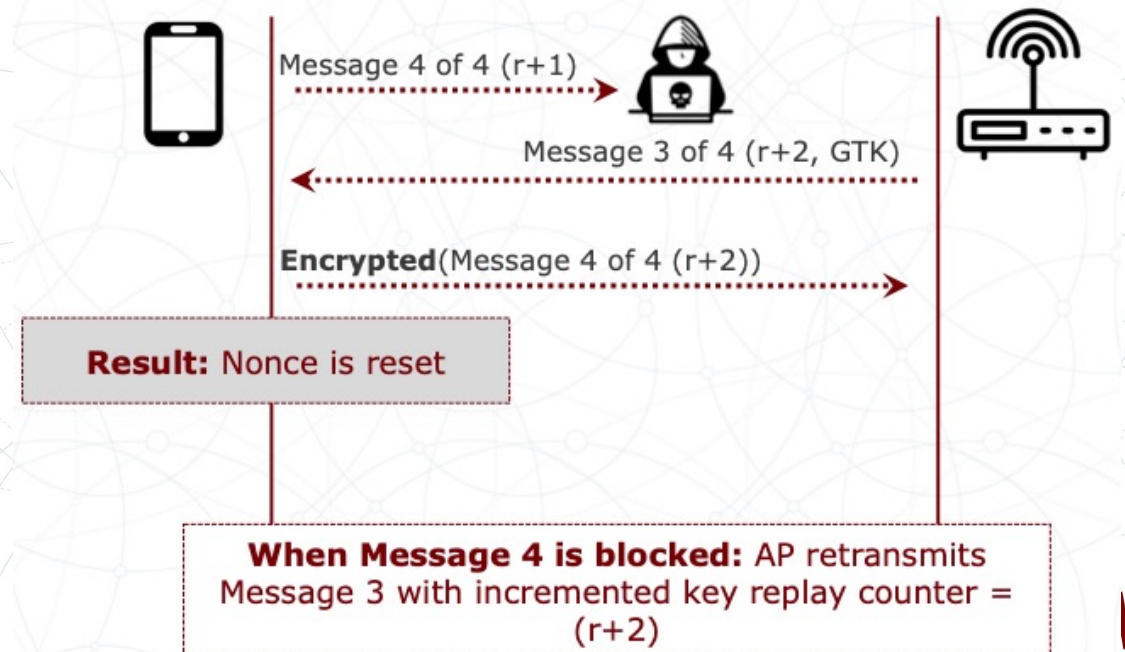 Message 4 of 4 (r+1)
Message 3 of 4 (r+2, GTK)
Encrypted(Message 4 of 4 (r+2))
Result: Nonce is reset
When Message 4 is blocked: AP retransmits
Message 3 with incremented key replay counter =
(r+2)